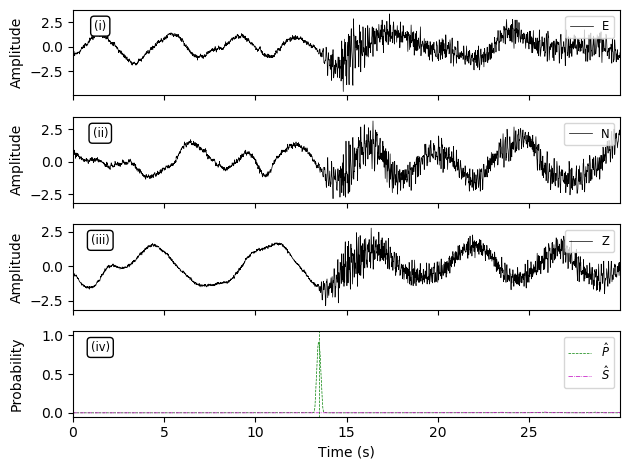 Amplitude
2.5
0.0
−2.5
(i)
E
Amplitude
2.5
0.0
−2.5
(ii)
N
Amplitude
2.5
0.0
−2.5
(iii)
Z
Probability
1.0
0.5
0.0
(iv)
P̂
Ŝ
0 5 10 15 20 25
Time (s)